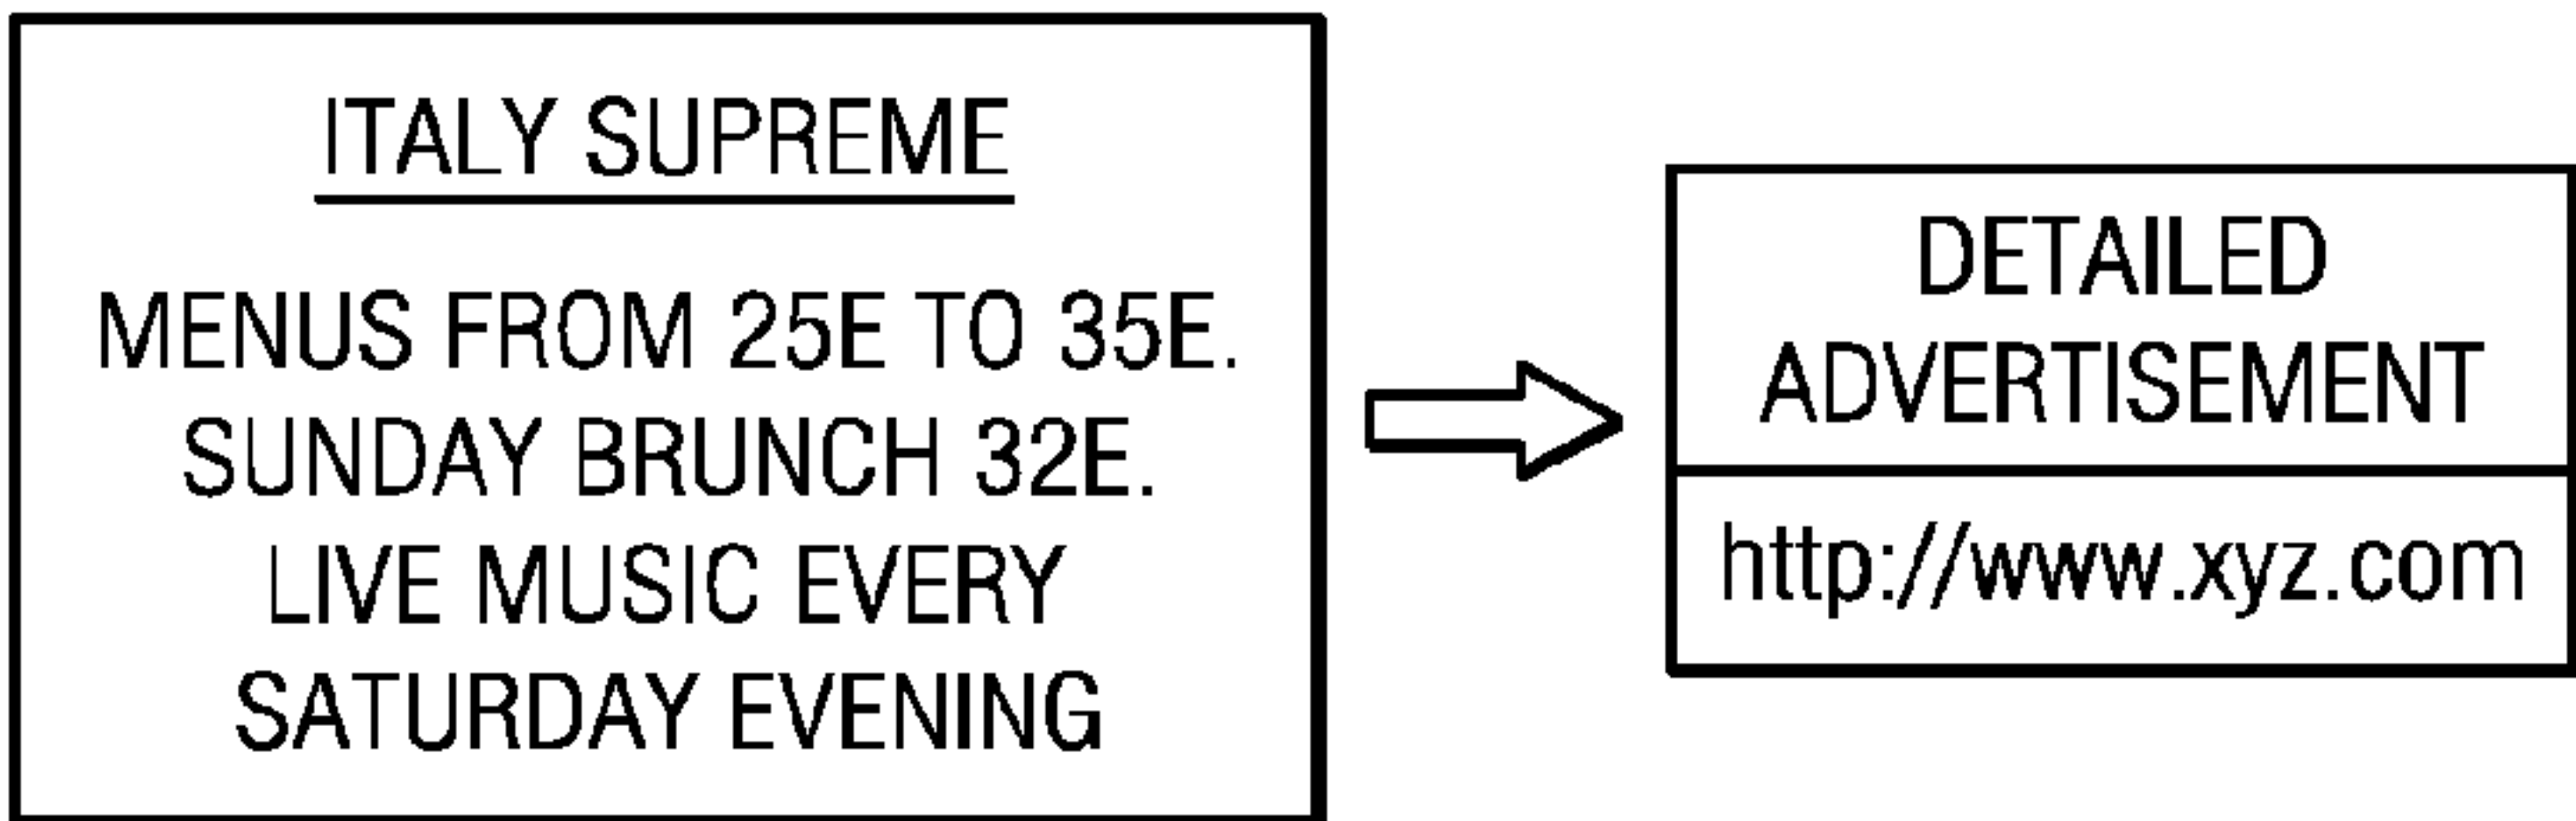 ITALY SUPREME
MENUS FROM 25E TO 35E.
SUNDAY BRUNCH 32E.
LIVE MUSIC EVERY
SATURDAY EVENING
DETAILED
ADVERTISEMENT
http://www.xyz.com